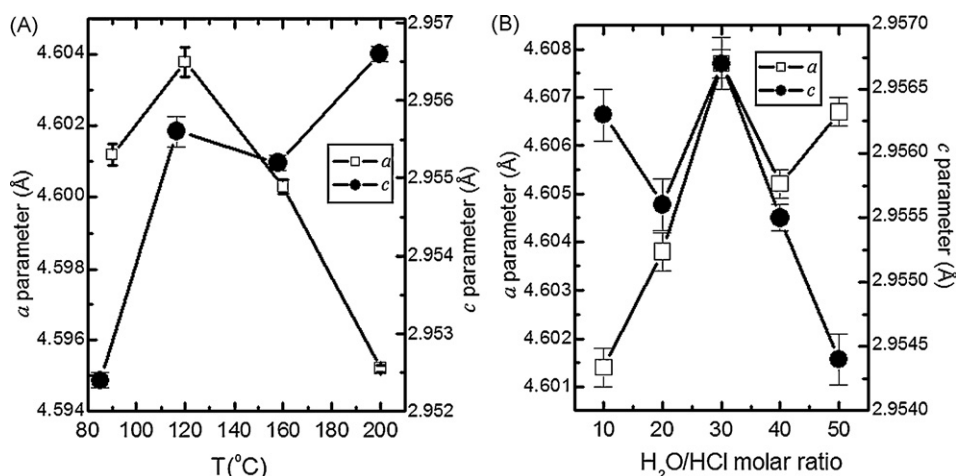 (A)
4.604
4.602
4.600
4.598
4.596
4.594
a parameter (Å)
80 100 120 140 160 180 200
T(°C)
2.957
2.956
2.955
2.954
2.953
2.952
c parameter (Å)
a
c
(B)
4.608
4.607
4.606
4.605
4.604
4.603
4.602
4.601
a parameter (Å)
10 20 30 40 50
H₂O/HCl molar ratio
2.9570
2.9565
2.9560
2.9555
2.9550
2.9545
2.9540
c parameter (Å)
a
c